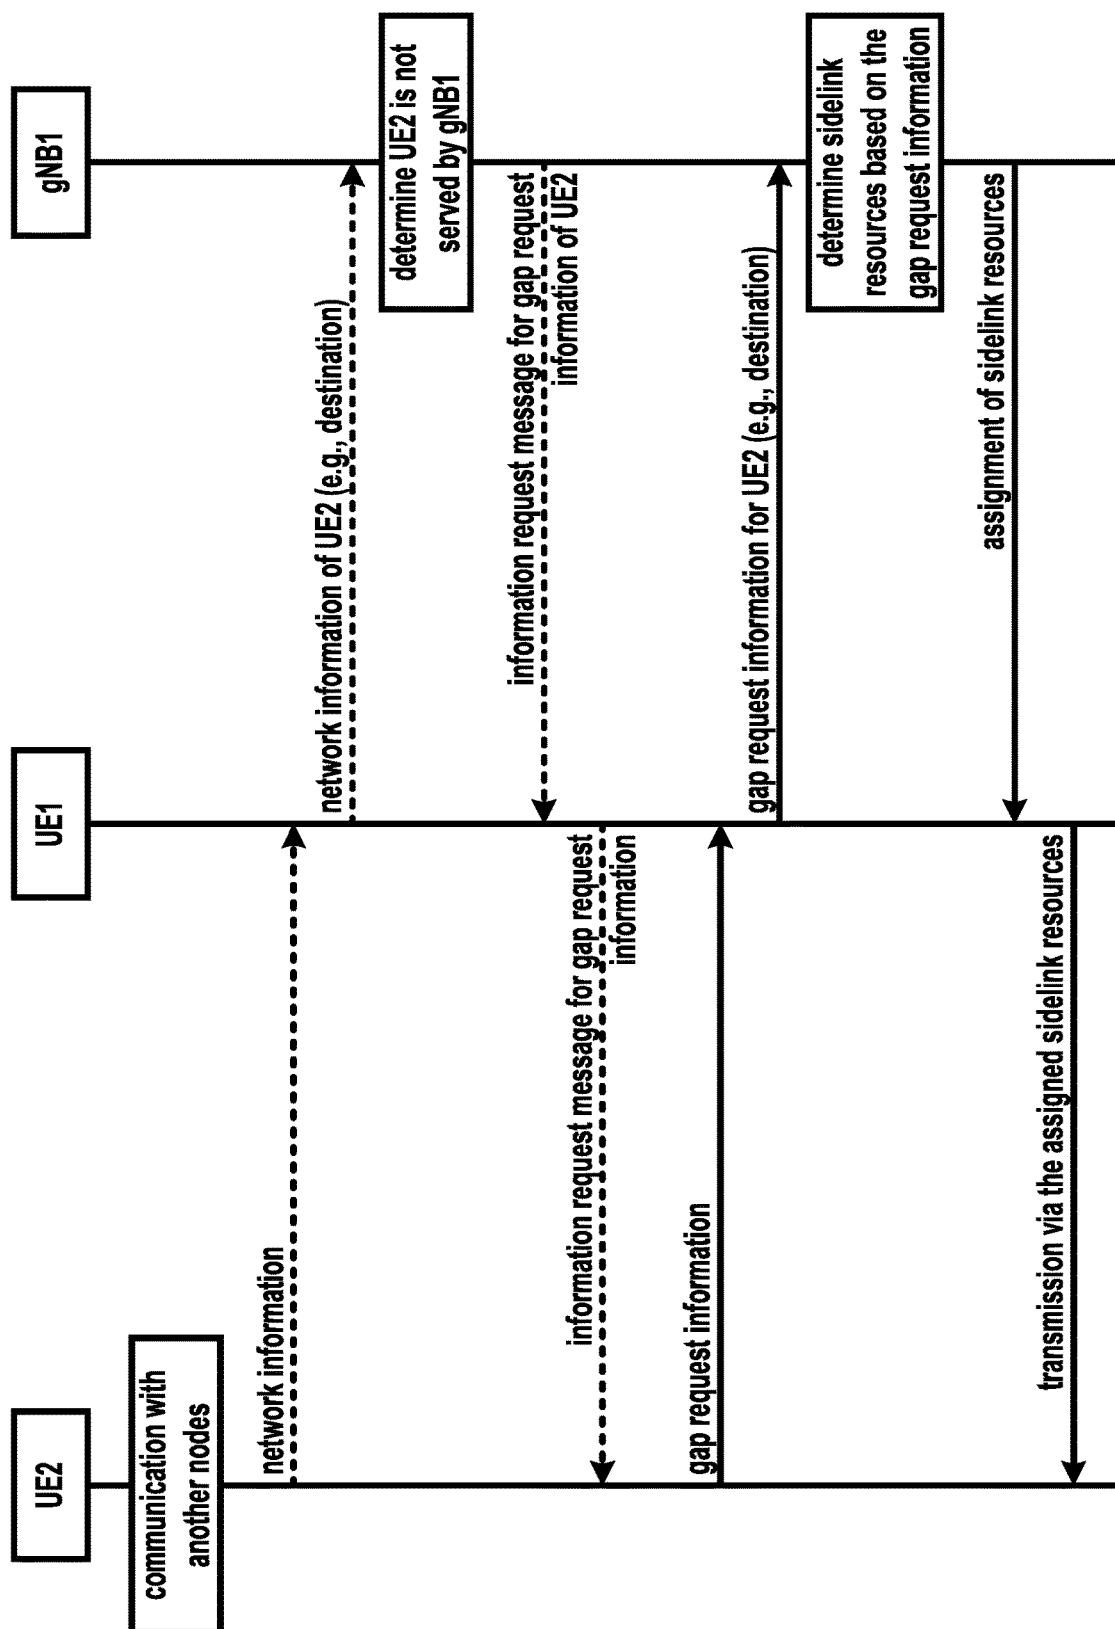 UE2
UE1
gNB1
communication with
another nodes
network information
network information of UE2 (e.g., destination)
determine UE2 is not
served by gNB1
information request message for gap request
information of UE2
information request message for gap request
information
gap request information
gap request information for UE2 (e.g., destination)
determine sidelink
resources based on the
gap request information
assignment of sidelink resources
transmission via the assigned sidelink resources